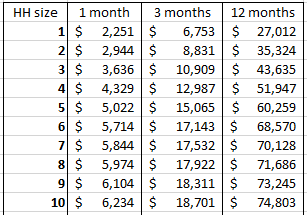 HH size 1 month 3 months 12 months
1 $ 2,251 $ 6,753 $ 27,012
2 $ 2,944 $ 8,831 $ 35,324
3 $ 3,636 $ 10,909 $ 43,635
4 $ 4,329 $ 12,987 $ 51,947
5 $ 5,022 $ 15,065 $ 60,259
6 $ 5,714 $ 17,143 $ 68,570
7 $ 5,844 $ 17,532 $ 70,128
8 $ 5,974 $ 17,922 $ 71,686
9 $ 6,104 $ 18,311 $ 73,245
10 $ 6,234 $ 18,701 $ 74,803